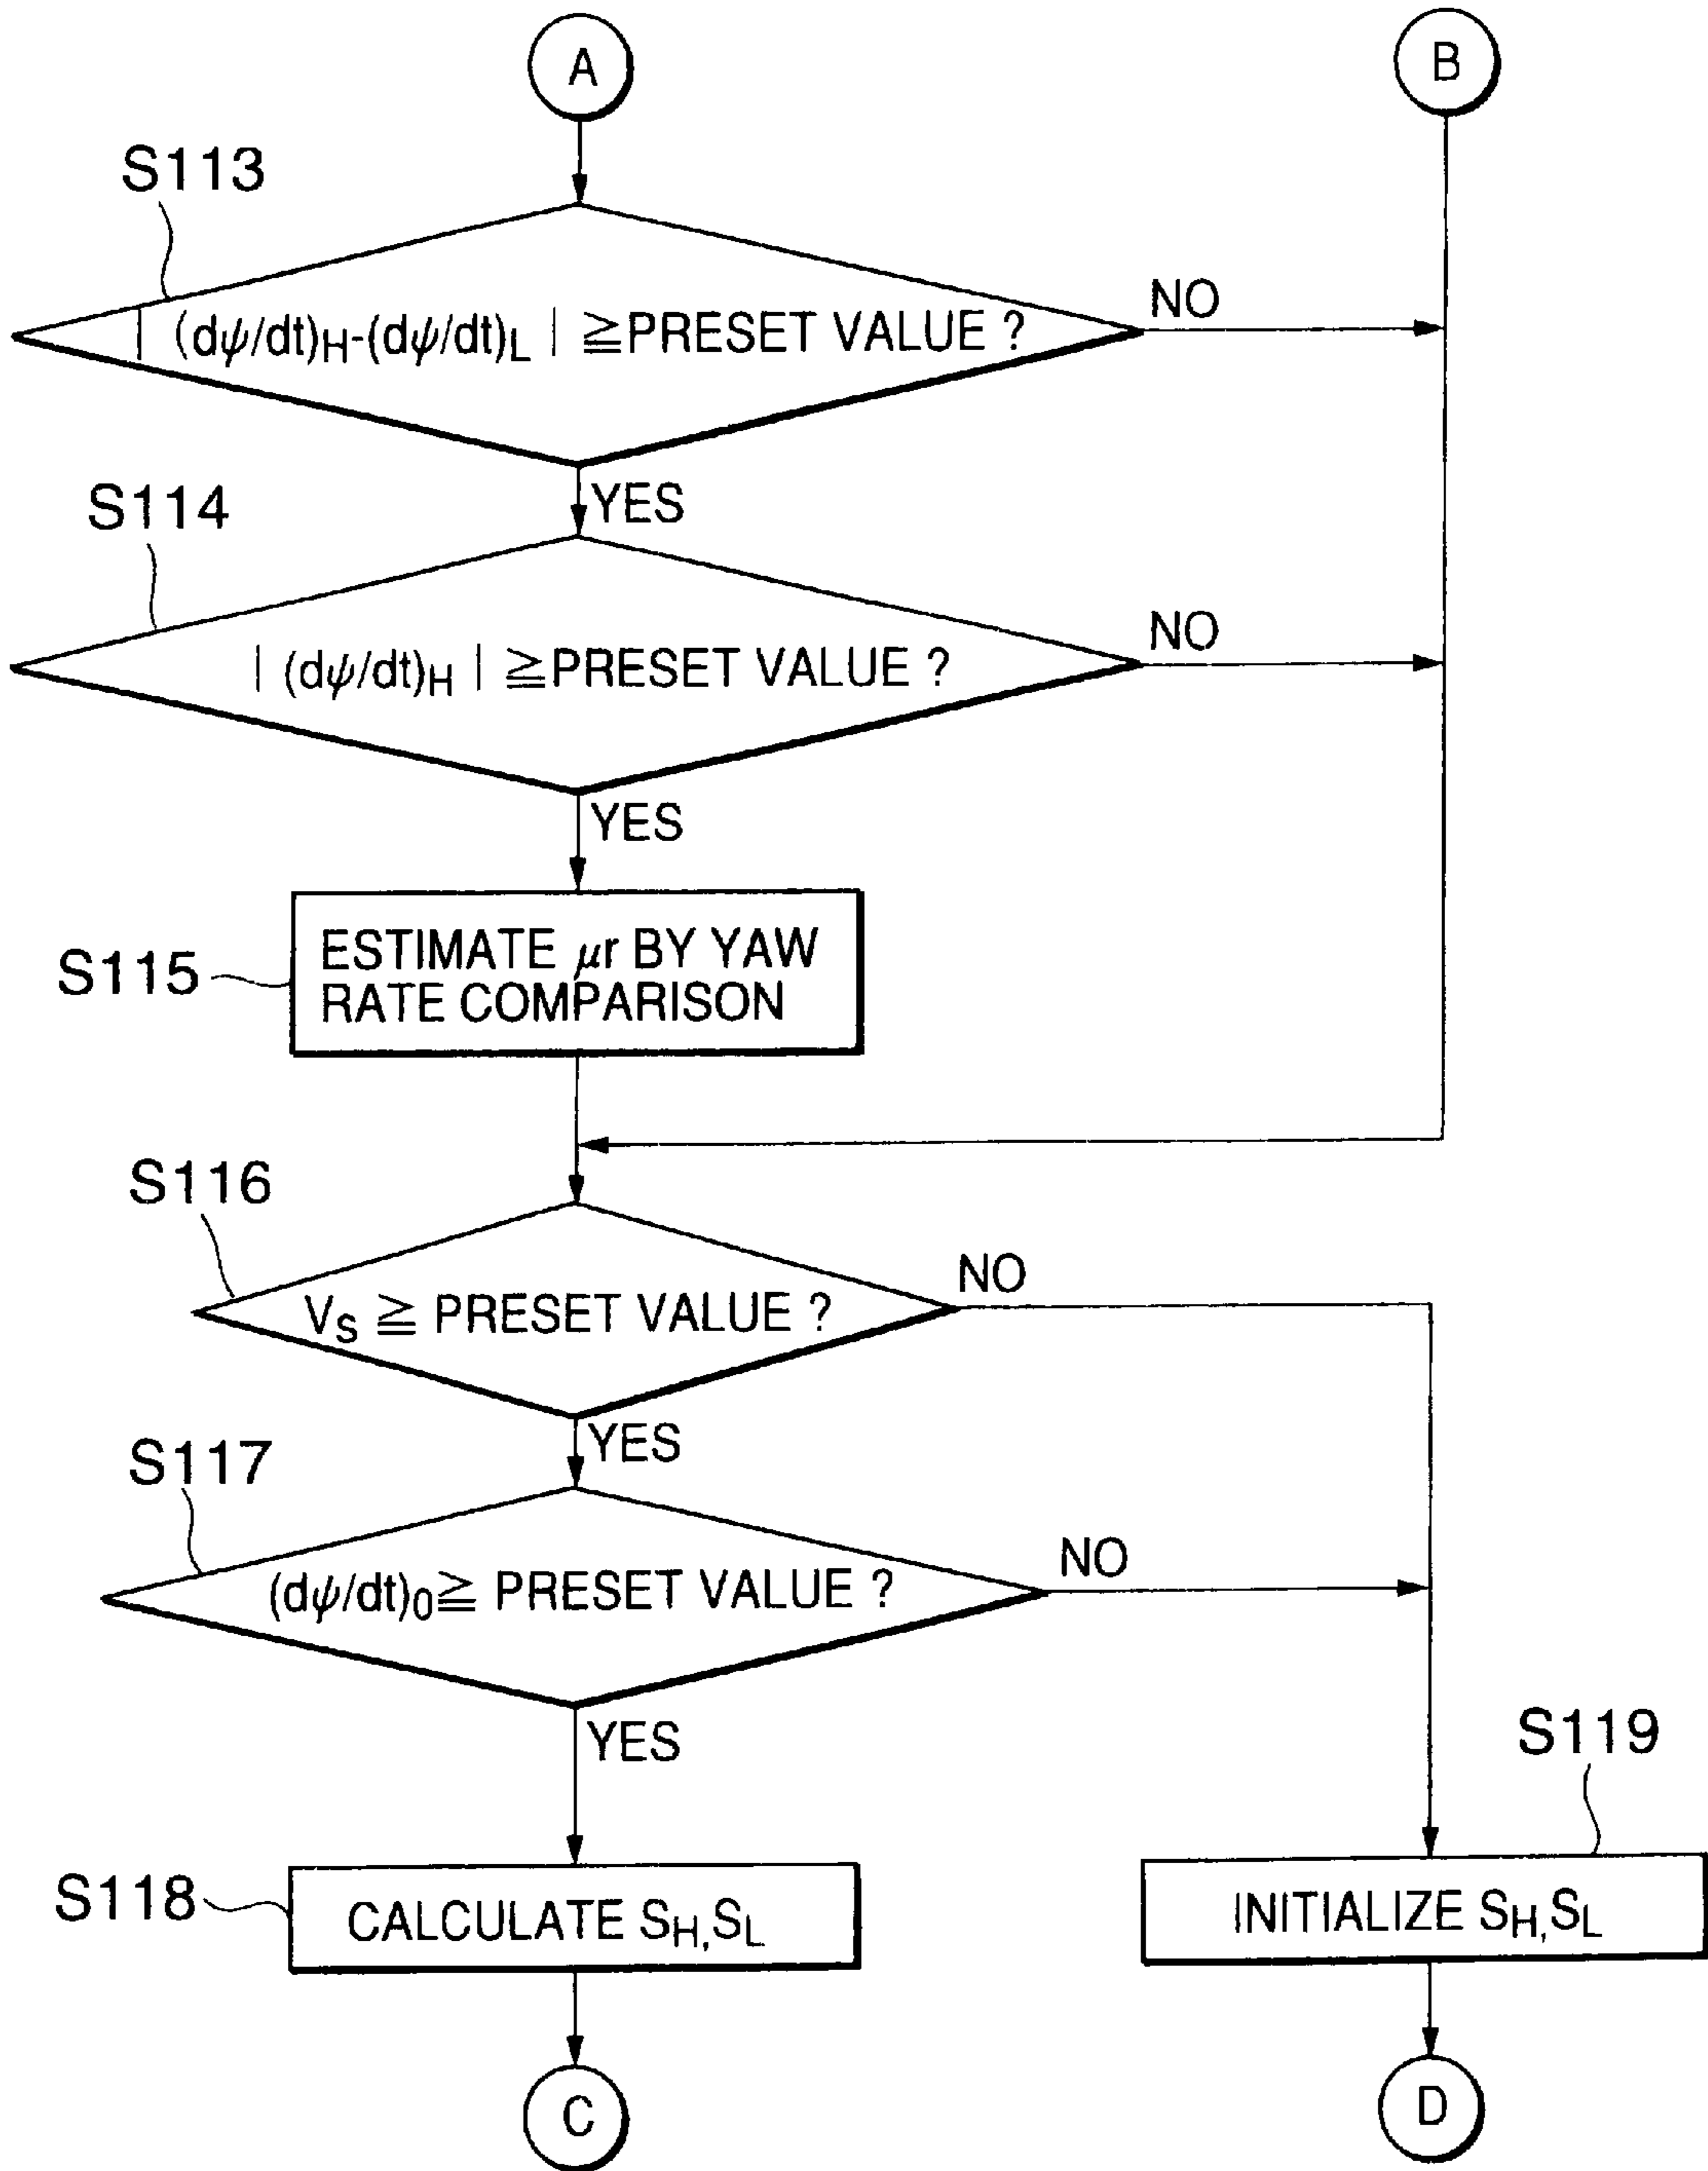 A
B
S113
| (dψ/dt)H-(dψ/dt)L | ≧PRESET VALUE ?
NO
YES
S114
| (dψ/dt)H | ≧PRESET VALUE ?
NO
YES
S115
ESTIMATE μr BY YAW
RATE COMPARISON
S116
VS ≧ PRESET VALUE ?
NO
YES
S117
(dψ/dt)0≧ PRESET VALUE ?
NO
YES
S118
CALCULATE SH,SL
S119
INITIALIZE SH,SL
C
D